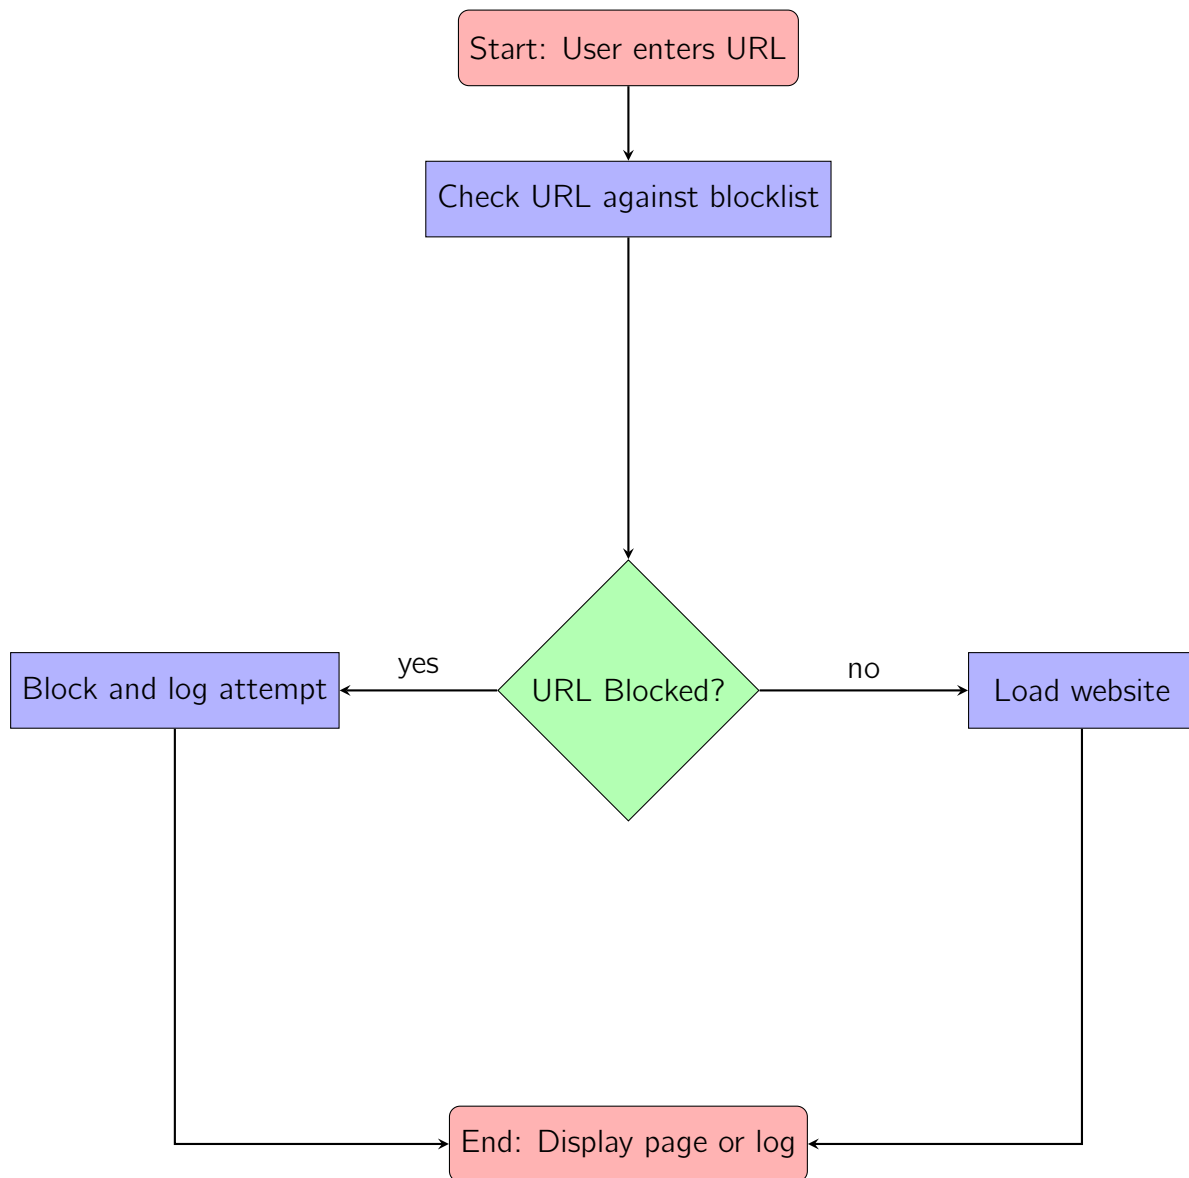 Start: User enters URL
Check URL against blocklist
yes
no
Block and log attempt
URL Blocked?
Load website
End: Display page or log